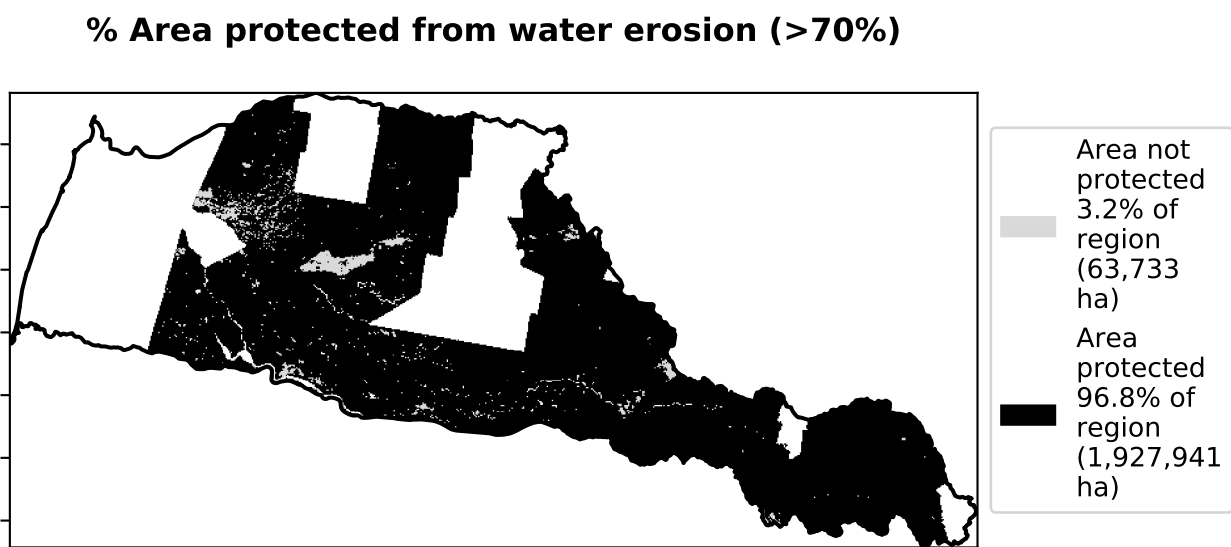 % Area protected from water erosion (>70%)
Area not
protected
3.2% of
region
(63,733
ha)
Area
protected
96.8% of
region
(1,927,941
ha)